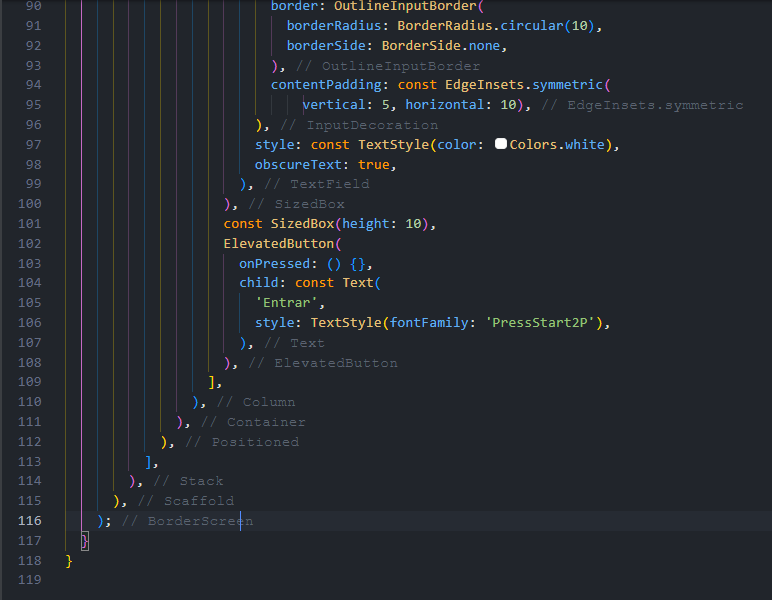 90 border: OutlineInputBorder(
91 borderRadius: BorderRadius.circular(10),
92 borderSide: BorderSide.none,
93 ), // OutlineInputBorder
94 contentPadding: const EdgeInsets.symmetric(
95 vertical: 5, horizontal: 10), // EdgeInsets.symmetric
96 ), // InputDecoration
97 style: const TextStyle(color: Colors.white),
98 obscureText: true,
99 ), // TextField
100 ), // SizedBox
101 const SizedBox(height: 10),
102 ElevatedButton(
103 onPressed: () {},
104 child: const Text(
105 'Entrar',
106 style: TextStyle(fontFamily: 'PressStart2P'),
107 ), // Text
108 ), // ElevatedButton
109 ],
110 ), // Column
111 ), // Container
112 ), // Positioned
113 ],
114 ), // Stack
115 ), // Scaffold
116 ); // BorderScreen
117 }
118 }
119